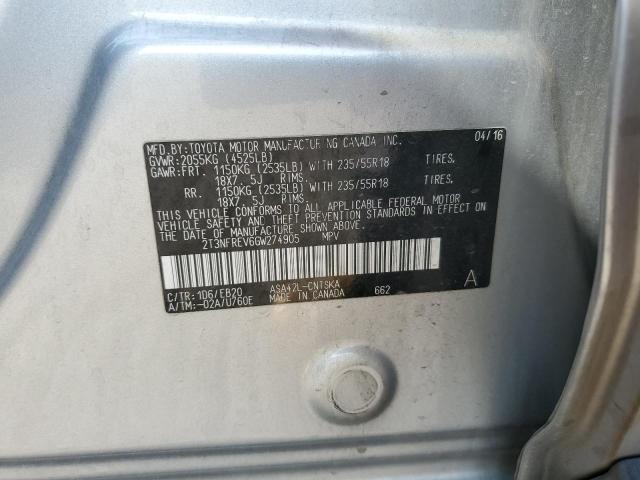 MFD.BY:TOYOTA MOTOR MANUFACTURING CANADA INC. 04/16
GVWR:2055KG (4525LB)
GAWR:FRT. 1150KG (2535LB) WITH 235/55R18 TIRES.
18X7 5J RIMS.
RR. 1150KG (2535LB) WITH 235/55R18 TIRES.
18X7 5J RIMS.
THIS VEHICLE CONFORMS TO ALL APPLICABLE FEDERAL MOTOR
VEHICLE SAFETY AND THEFT PREVENTION STANDARDS IN EFFECT
ON THE DATE OF MANUFACTURE SHOWN ABOVE.
2T3NFREV6GW274905 MPV
C/TR:1D6/EB20 ASA42L-CNTSKA 662 A
A/TM:-02A/U760E MADE IN CANADA